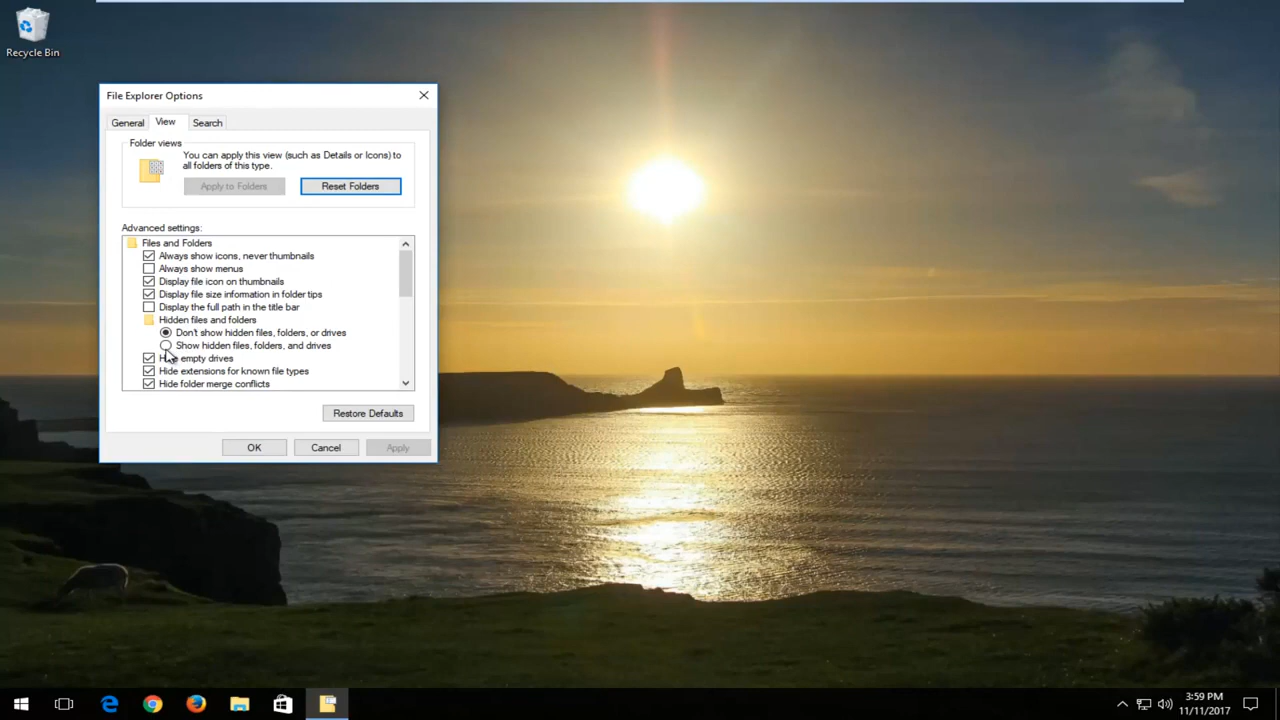 Recycle Bin
File Explorer Options
General
View
Search
Folder views
You can apply this view (such as Details or Icons) to
all folders of this type.
Apply to Folders
Reset Folders
Advanced settings:
Files and Folders
Always show icons, never thumbnails
Always show menus
Display file icon on thumbnails
Display file size information in folder tips
Display the full path in the title bar
Hidden files and folders
Don't show hidden files, folders, or drives
Show hidden files, folders, and drives
Hide empty drives
Hide extensions for known file types
Hide folder merge conflicts
Restore Defaults
OK
Cancel
Apply
3:59 PM
11/11/2017